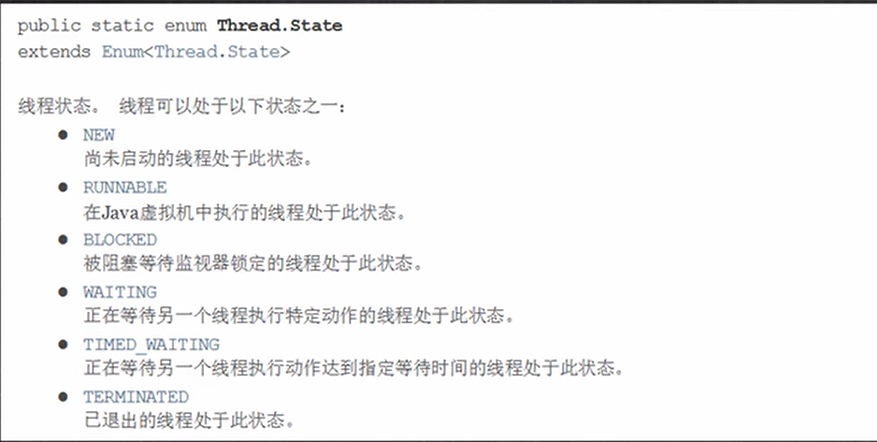 public static enum Thread.State
extends Enum<Thread.State>
线程状态。 线程可以处于以下状态之一：
● NEW
尚未启动的线程处于此状态。
● RUNNABLE
在Java虚拟机中执行的线程处于此状态。
● BLOCKED
被阻塞等待监视器锁定的线程处于此状态。
● WAITING
正在等待另一个线程执行特定动作的线程处于此状态。
● TIMED_WAITING
正在等待另一个线程执行动作达到指定等待时间的线程处于此状态。
● TERMINATED
已退出的线程处于此状态。